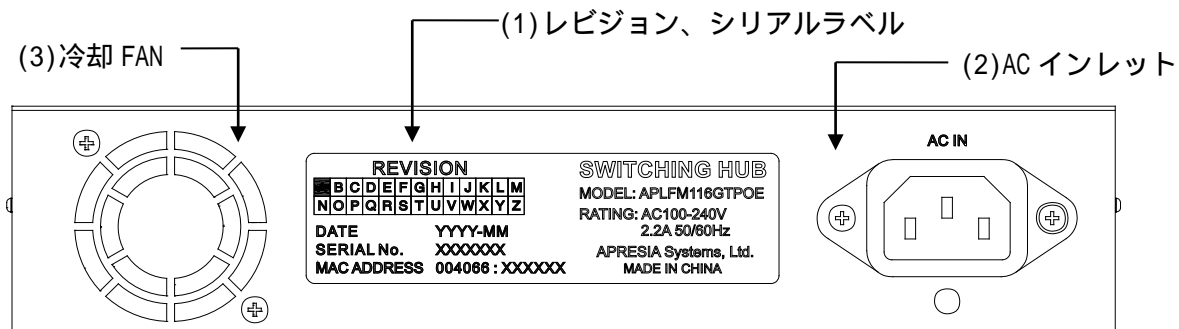 (1)レビジョン、シリアルラベル
(3)冷却 FAN
(2)AC インレット
AC IN
REVISION
B C D E F G H I J K L M
N O P Q R S T U V W X Y Z
DATE YYYY-MM
SERIAL No. XXXXXXX
MAC ADDRESS 004066 : XXXXXX
SWITCHING HUB
MODEL: APLFM116GTPOE
RATING: AC100-240V
2.2A 50/60Hz
APRESIA Systems, Ltd.
MADE IN CHINA